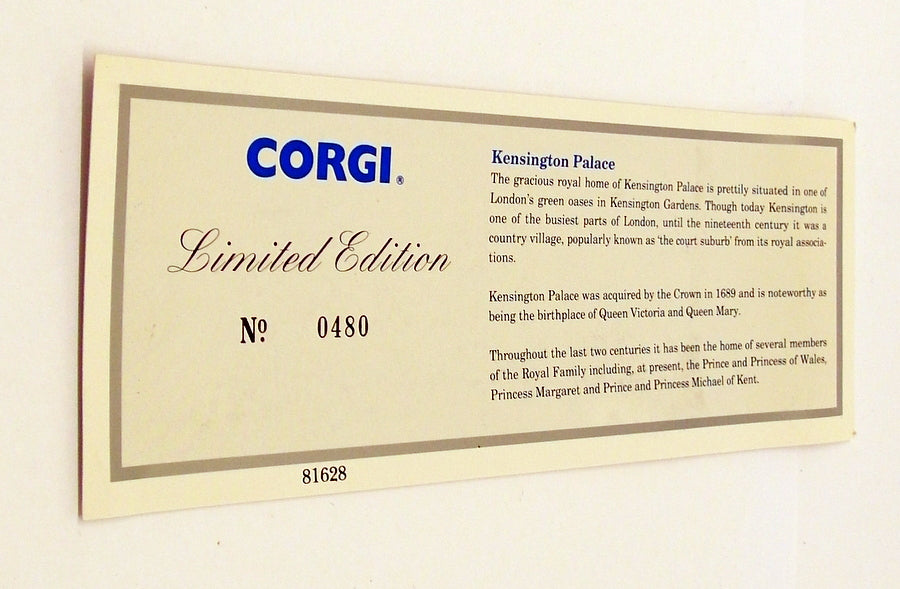 CORGI®
Limited Edition
Nº 0480
81628
Kensington Palace
The gracious royal home of Kensington Palace is prettily situated in one of
London's green oases in Kensington Gardens. Though today Kensington is
one of the busiest parts of London, until the nineteenth century it was a
country village, popularly known as 'the court suburb' from its royal associa-
tions.
Kensington Palace was acquired by the Crown in 1689 and is noteworthy as
being the birthplace of Queen Victoria and Queen Mary.
Throughout the last two centuries it has been the home of several members
of the Royal Family including, at present, the Prince and Princess of Wales,
Princess Margaret and Prince and Princess Michael of Kent.